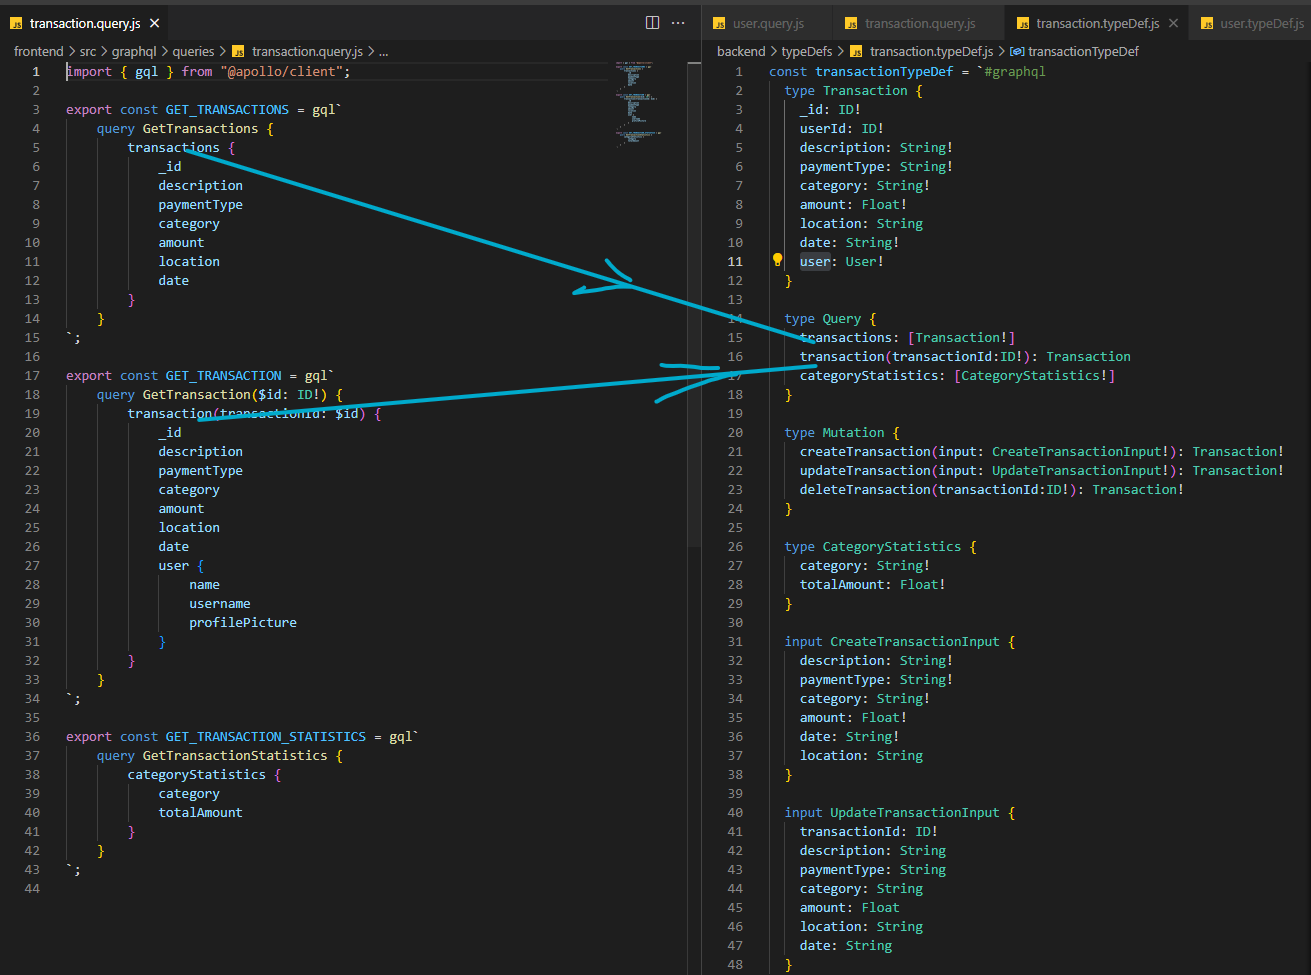 transaction.query.js
frontend > src > graphql > queries > transaction.query.js > ...
1 import { gql } from "@apollo/client";
2
3 export const GET_TRANSACTIONS = gql`
4 query GetTransactions {
5 transactions {
6 _id
7 description
8 paymentType
9 category
10 amount
11 location
12 date
13 }
14 }
15 `;
16
17 export const GET_TRANSACTION = gql`
18 query GetTransaction($id: ID!) {
19 transaction(transactionId: $id) {
20 _id
21 description
22 paymentType
23 category
24 amount
25 location
26 date
27 user {
28 name
29 username
30 profilePicture
31 }
32 }
33 }
34 `;
35
36 export const GET_TRANSACTION_STATISTICS = gql`
37 query GetTransactionStatistics {
38 categoryStatistics {
39 category
40 totalAmount
41 }
42 }
43 `;
44
user.query.js transaction.query.js transaction.typeDef.js user.typeDef.js
backend > typeDefs > transaction.typeDef.js > transactionTypeDef
1 const transactionTypeDef = `#graphql
2 type Transaction {
3 _id: ID!
4 userId: ID!
5 description: String!
6 paymentType: String!
7 category: String!
8 amount: Float!
9 location: String
10 date: String!
11 user: User!
12 }
13
14 type Query {
15 transactions: [Transaction!]
16 transaction(transactionId:ID!): Transaction
17 categoryStatistics: [CategoryStatistics!]
18 }
19
20 type Mutation {
21 createTransaction(input: CreateTransactionInput!): Transaction!
22 updateTransaction(input: UpdateTransactionInput!): Transaction!
23 deleteTransaction(transactionId:ID!): Transaction!
24 }
25
26 type CategoryStatistics {
27 category: String!
28 totalAmount: Float!
29 }
30
31 input CreateTransactionInput {
32 description: String!
33 paymentType: String!
34 category: String!
35 amount: Float!
36 date: String!
37 location: String
38 }
39
40 input UpdateTransactionInput {
41 transactionId: ID!
42 description: String
43 paymentType: String
44 category: String
45 amount: Float
46 location: String
47 date: String
48 }